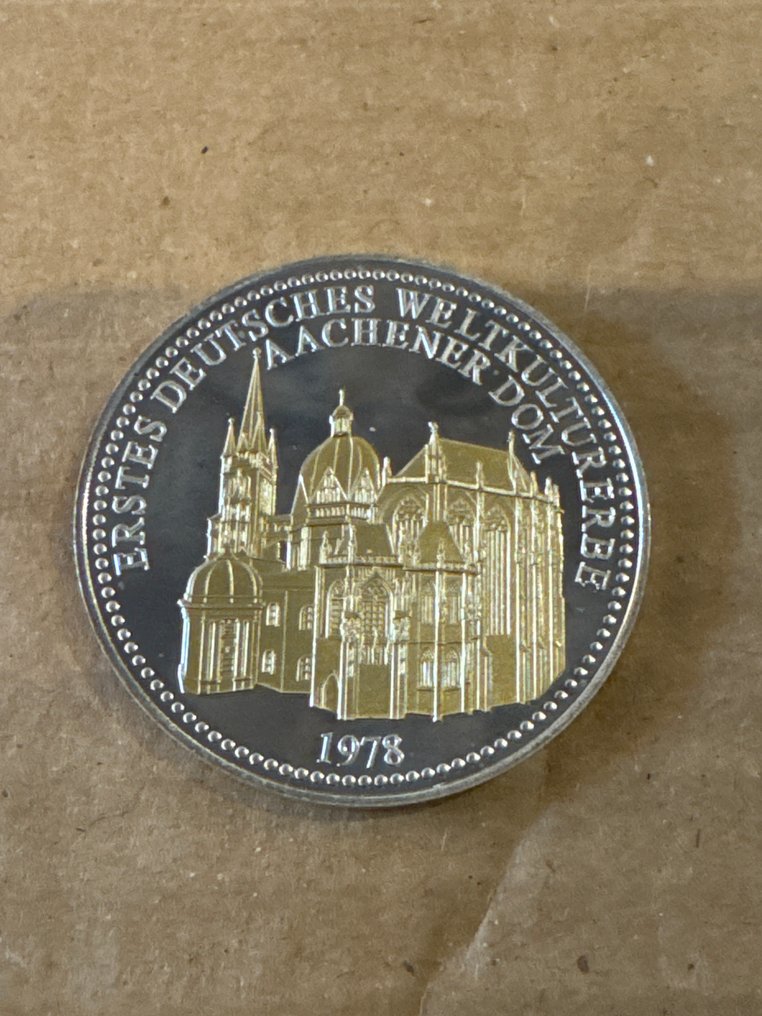 ERSTES DEUTSCHES WELTKULTURERBE
AACHENER DOM
1978